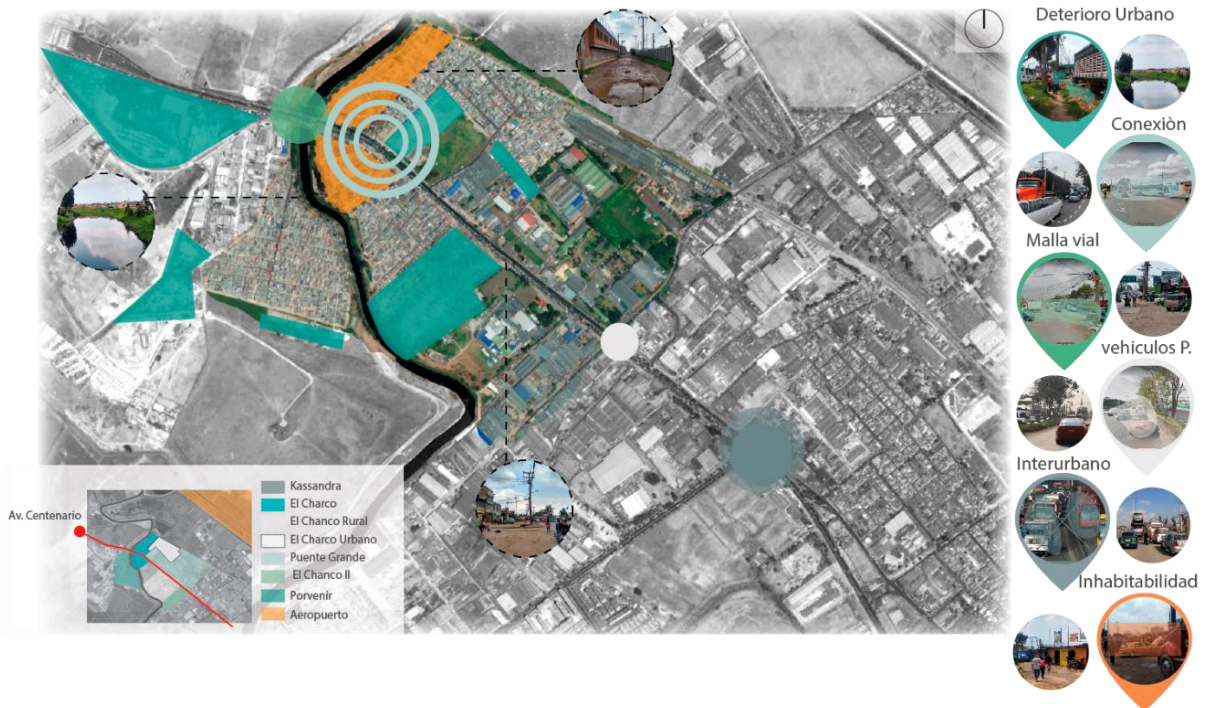 Deterioro Urbano
Conexiòn
Malla vial
vehiculos P.
Interurbano
Inhabitabilidad
Av. Centenario
Kassandra
El Charco
El Chanco Rural
El Charco Urbano
Puente Grande
El Chanco II
Porvenir
Aeropuerto